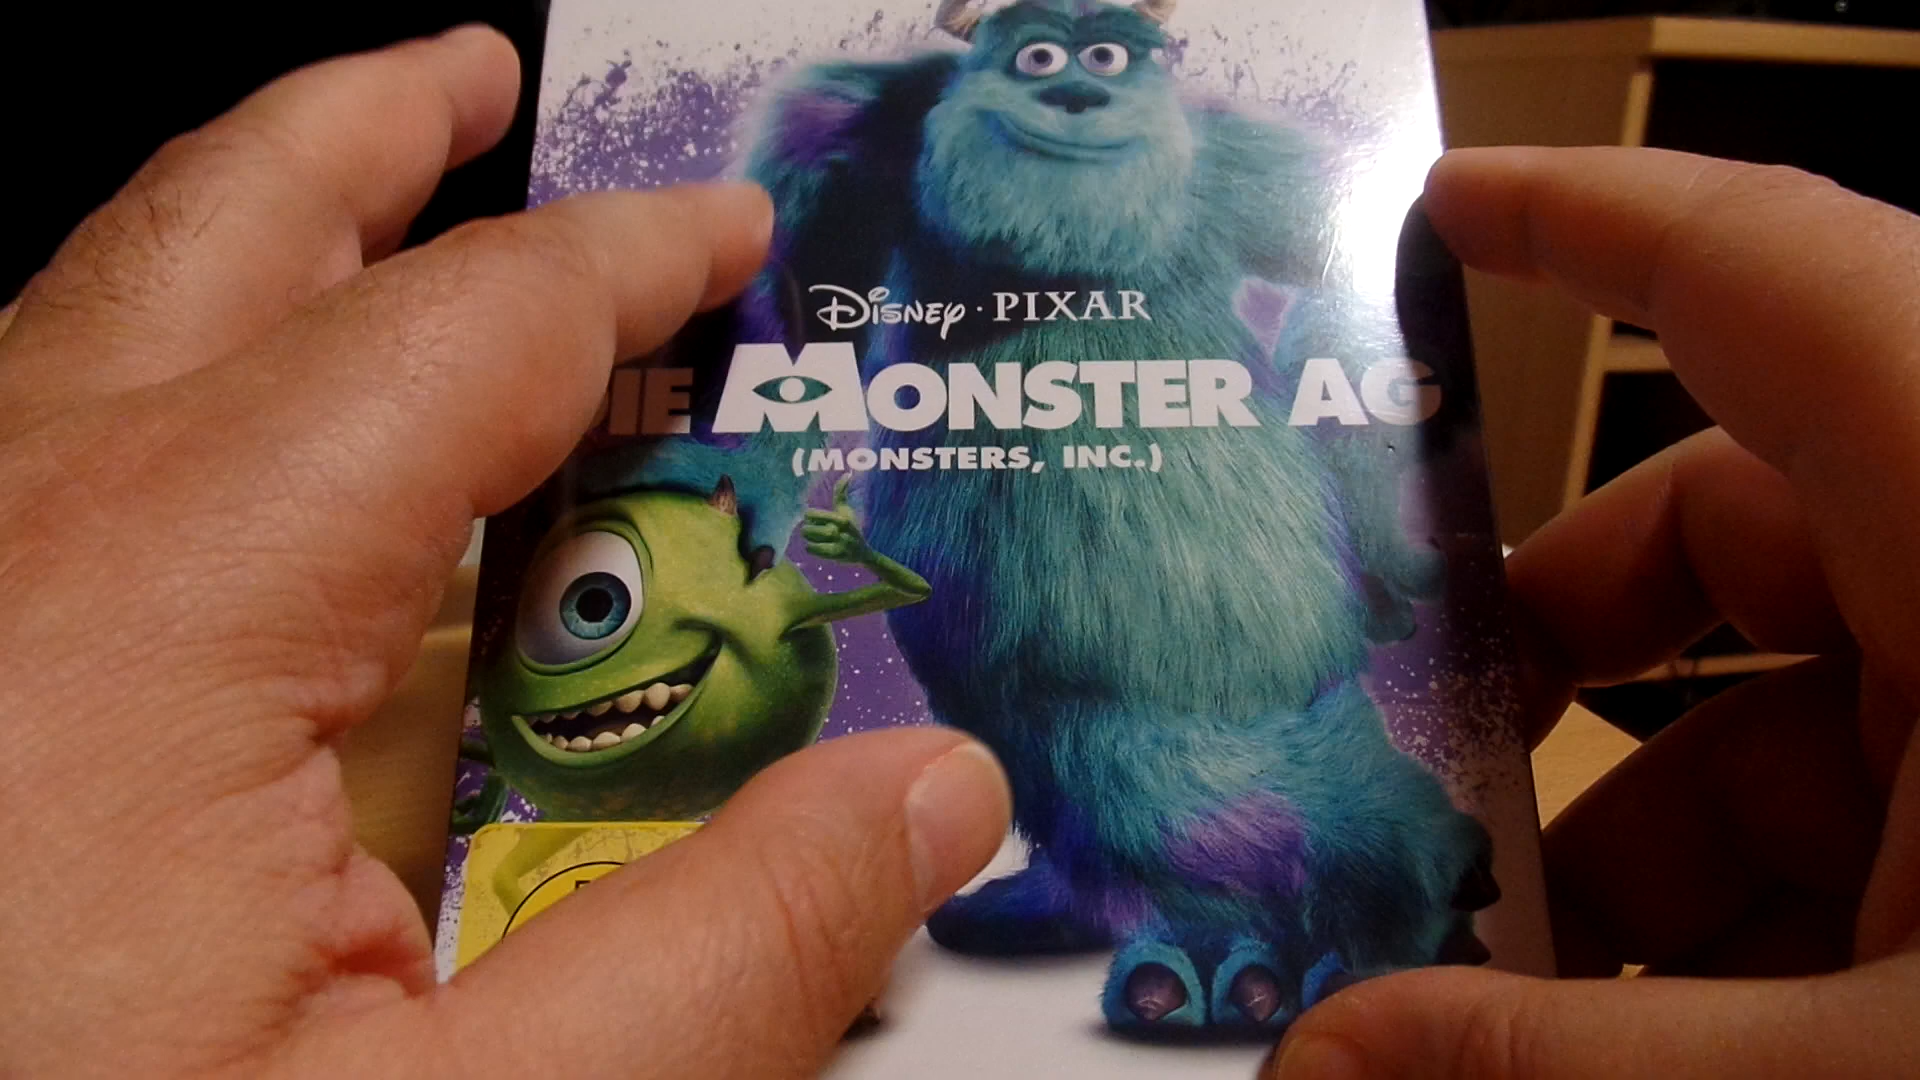 Disney · PIXAR
DIE MONSTER AG
(MONSTERS, INC.)